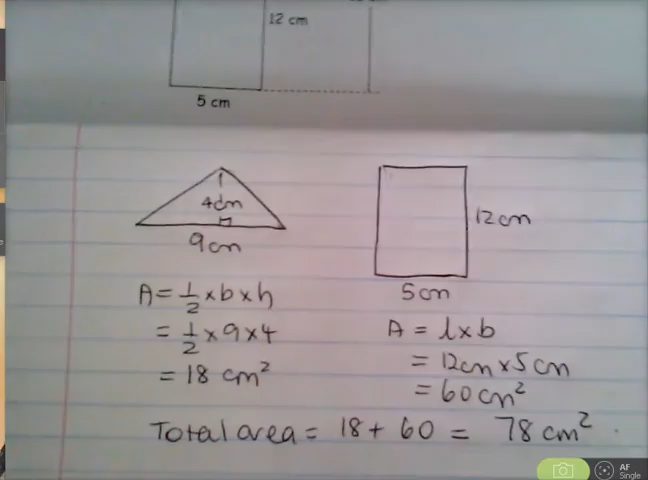 12 cm
5 cm
4cm
9cm
A = 1/2 × b × h
= 1/2 × 9 × 4
= 18 cm²
12cm
5cm
A = l × b
= 12cm × 5cm
= 60cm²
Total area = 18 + 60 = 78 cm²
AF
Single